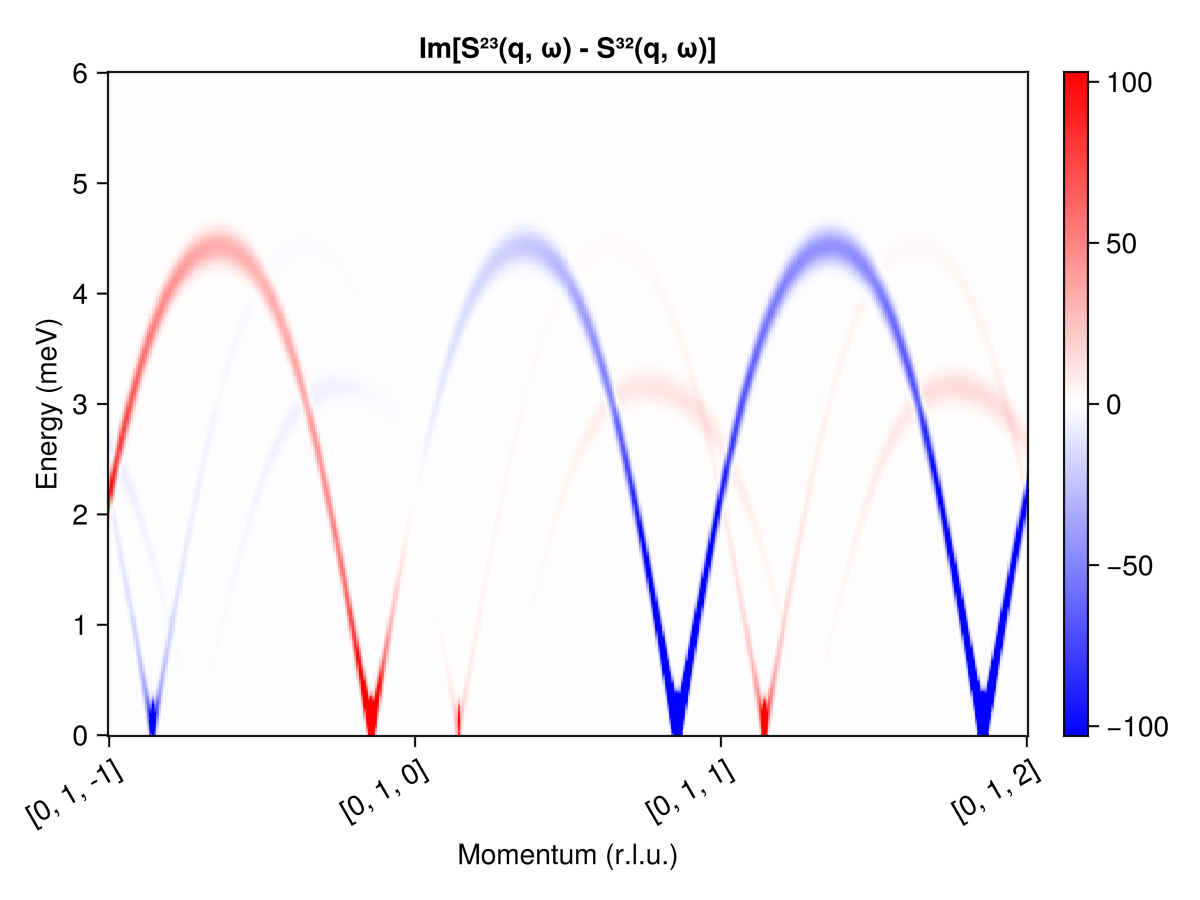 Im[S²³(q, ω) - S³²(q, ω)]
6
5
4
3
2
1
0
Energy (meV)
[0, 1, -1]
[0, 1, 0]
[0, 1, 1]
[0, 1, 2]
Momentum (r.l.u.)
100
50
0
−50
−100